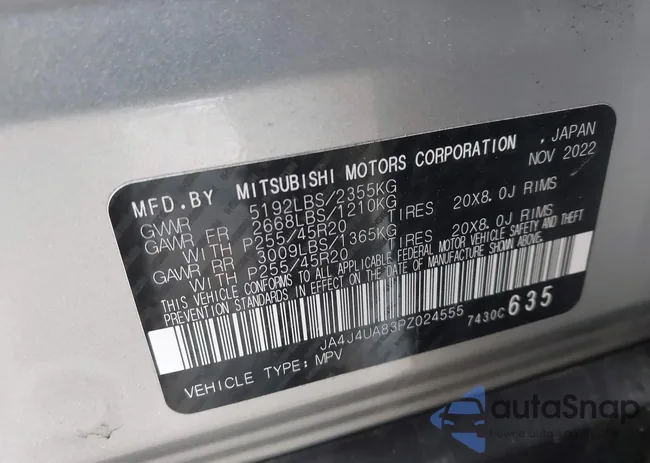 MFD.BY MITSUBISHI MOTORS CORPORATION , JAPAN
NOV 2022
GVWR 5192LBS/2355KG
GAWR FR 2668LBS/1210KG
WITH P255/45R20 TIRES 20X8.0J RIMS
GAWR RR 3009LBS/1365KG
WITH P255/45R20 TIRES 20X8.0J RIMS
THIS VEHICLE CONFORMS TO ALL APPLICABLE FEDERAL MOTOR VEHICLE SAFETY AND THEFT
PREVENTION STANDARDS IN EFFECT ON THE DATE OF MANUFACTURE SHOWN ABOVE.
JA4J4UA83PZ024555 7430C 635
VEHICLE TYPE: MPV
autoSnap